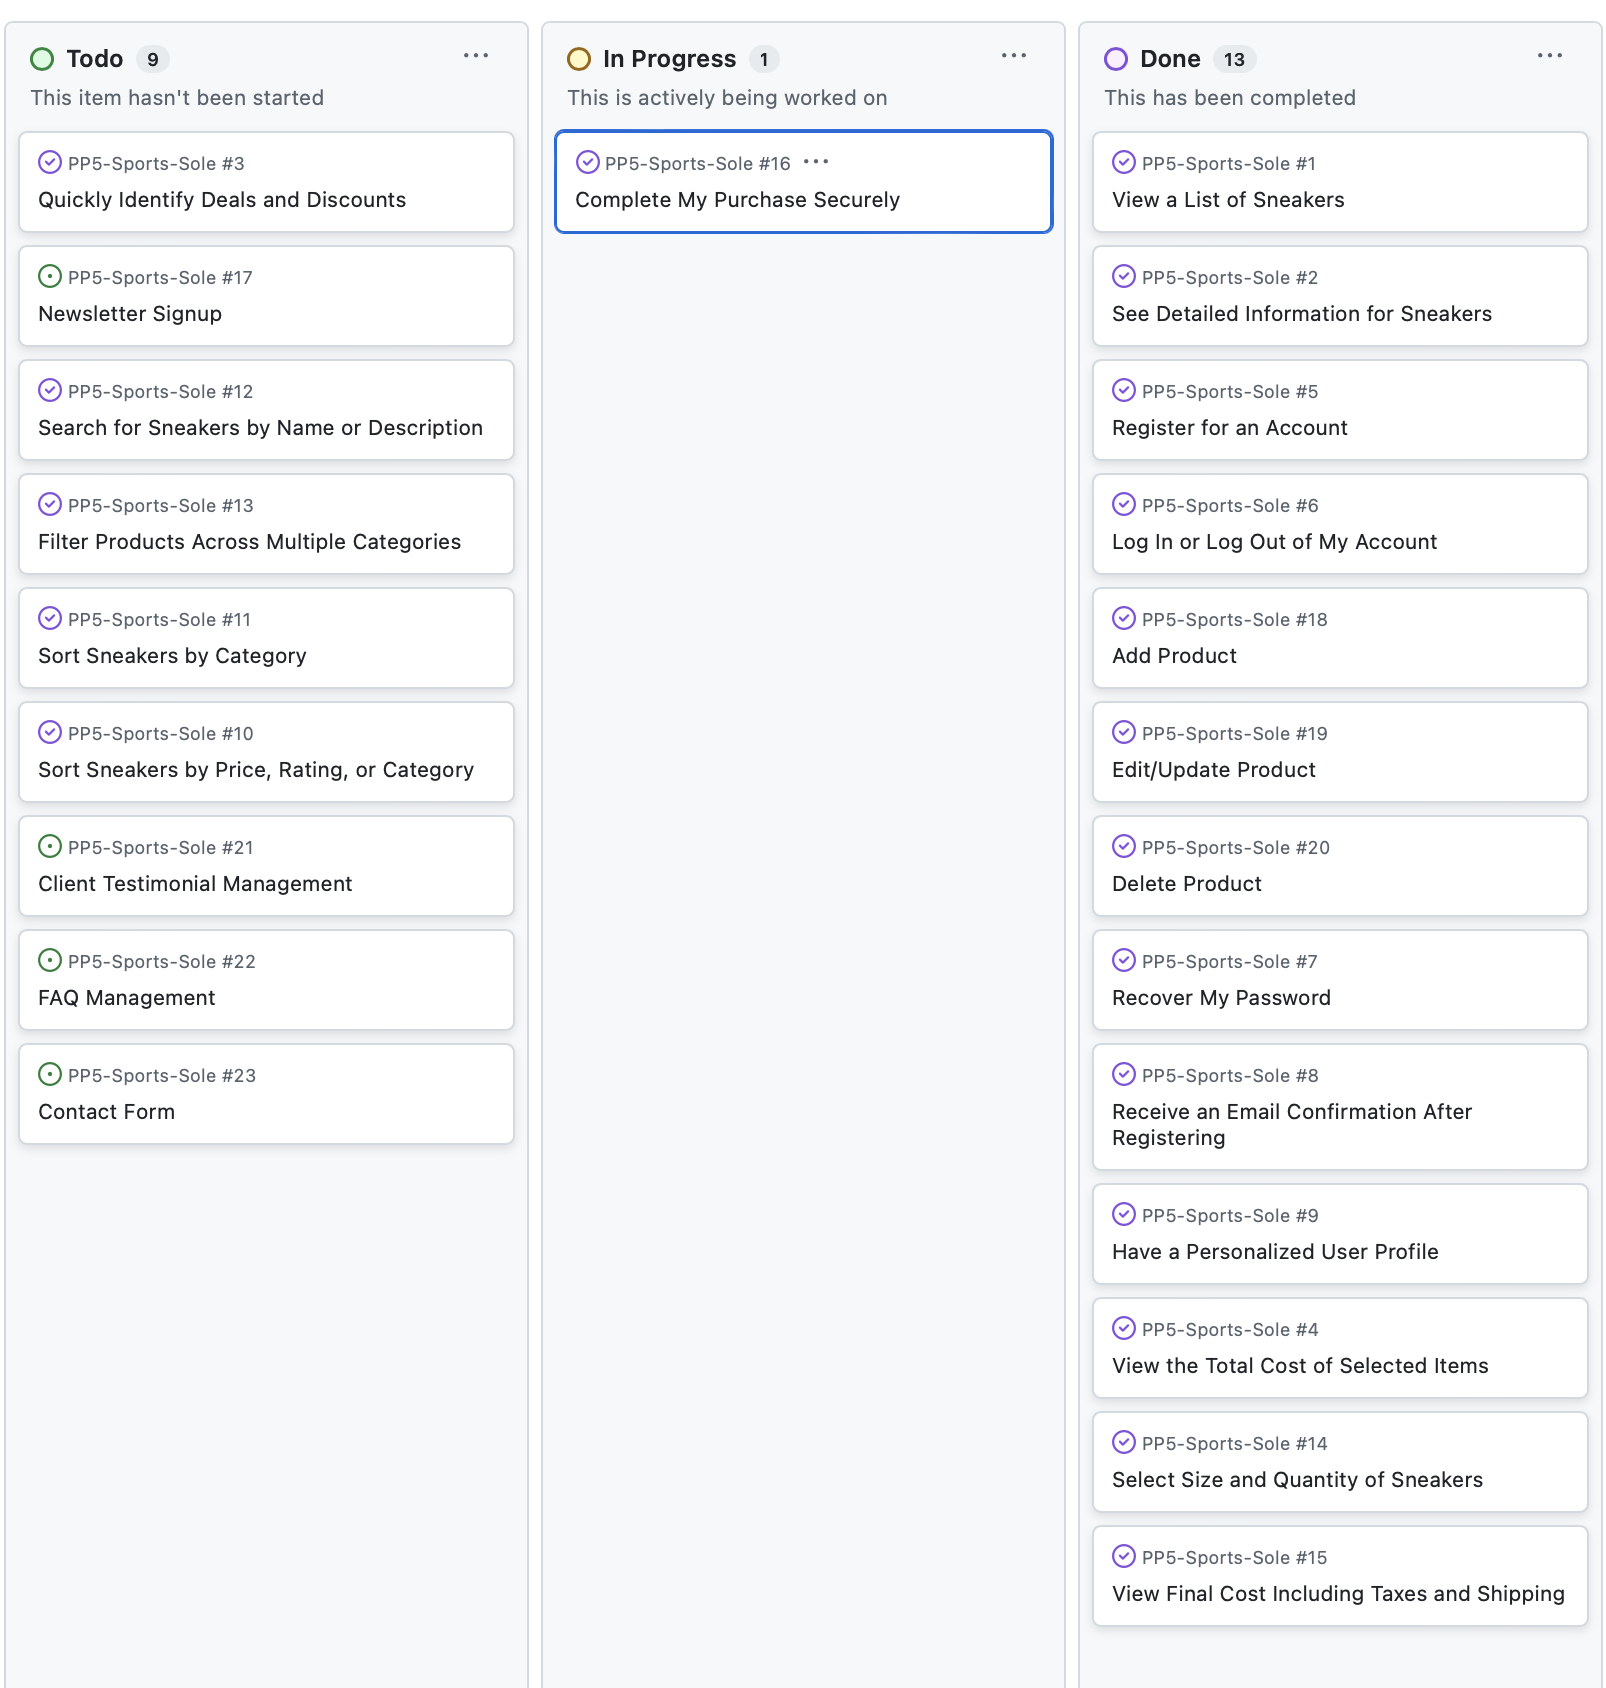 Todo 9
This item hasn't been started
PP5-Sports-Sole #3
Quickly Identify Deals and Discounts
PP5-Sports-Sole #17
Newsletter Signup
PP5-Sports-Sole #12
Search for Sneakers by Name or Description
PP5-Sports-Sole #13
Filter Products Across Multiple Categories
PP5-Sports-Sole #11
Sort Sneakers by Category
PP5-Sports-Sole #10
Sort Sneakers by Price, Rating, or Category
PP5-Sports-Sole #21
Client Testimonial Management
PP5-Sports-Sole #22
FAQ Management
PP5-Sports-Sole #23
Contact Form
In Progress 1
This is actively being worked on
PP5-Sports-Sole #16
Complete My Purchase Securely
Done 13
This has been completed
PP5-Sports-Sole #1
View a List of Sneakers
PP5-Sports-Sole #2
See Detailed Information for Sneakers
PP5-Sports-Sole #5
Register for an Account
PP5-Sports-Sole #6
Log In or Log Out of My Account
PP5-Sports-Sole #18
Add Product
PP5-Sports-Sole #19
Edit/Update Product
PP5-Sports-Sole #20
Delete Product
PP5-Sports-Sole #7
Recover My Password
PP5-Sports-Sole #8
Receive an Email Confirmation After
Registering
PP5-Sports-Sole #9
Have a Personalized User Profile
PP5-Sports-Sole #4
View the Total Cost of Selected Items
PP5-Sports-Sole #14
Select Size and Quantity of Sneakers
PP5-Sports-Sole #15
View Final Cost Including Taxes and Shipping